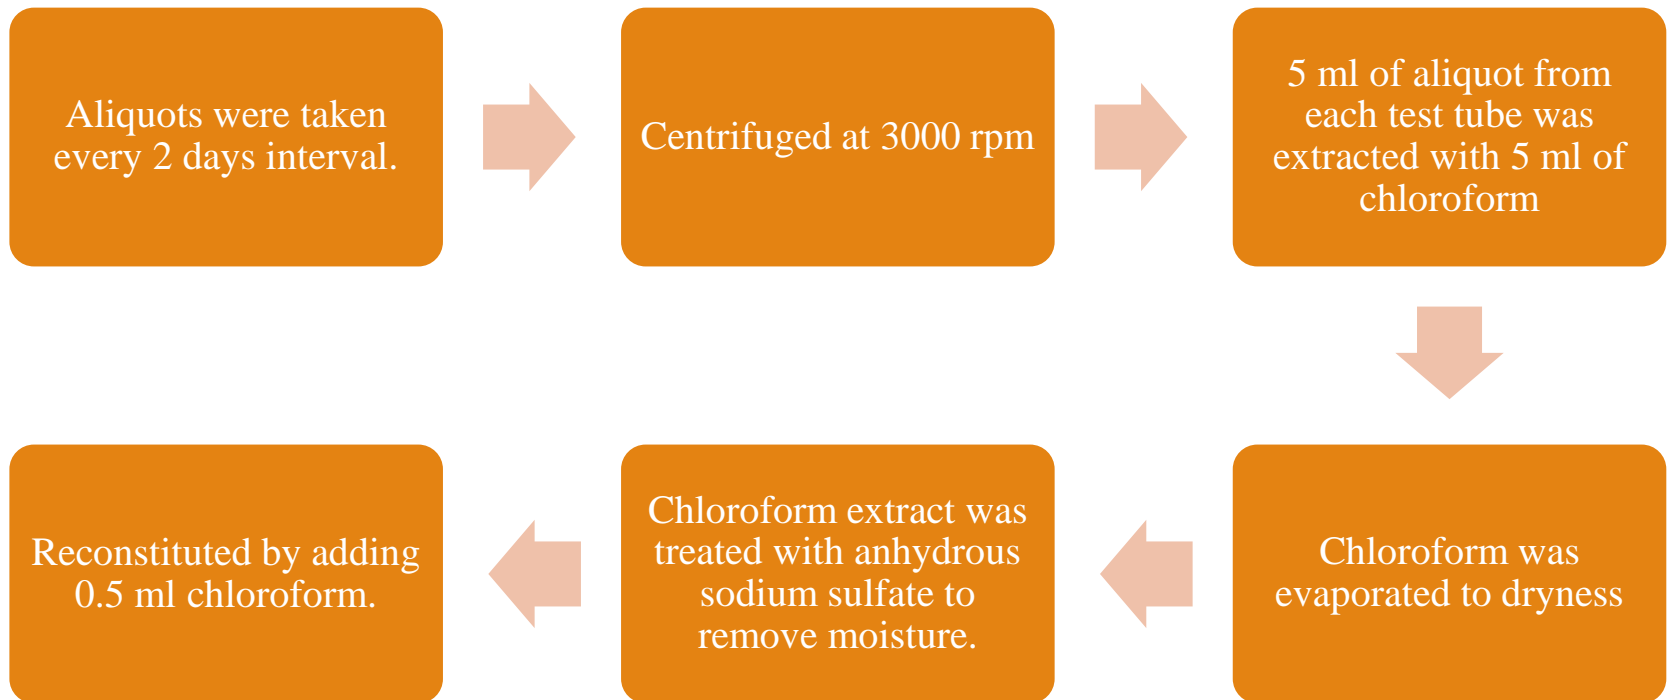 Aliquots were taken
every 2 days interval.
Centrifuged at 3000 rpm
5 ml of aliquot from
each test tube was
extracted with 5 ml of
chloroform
Chloroform was
evaporated to dryness
Chloroform extract was
treated with anhydrous
sodium sulfate to
remove moisture.
Reconstituted by adding
0.5 ml chloroform.